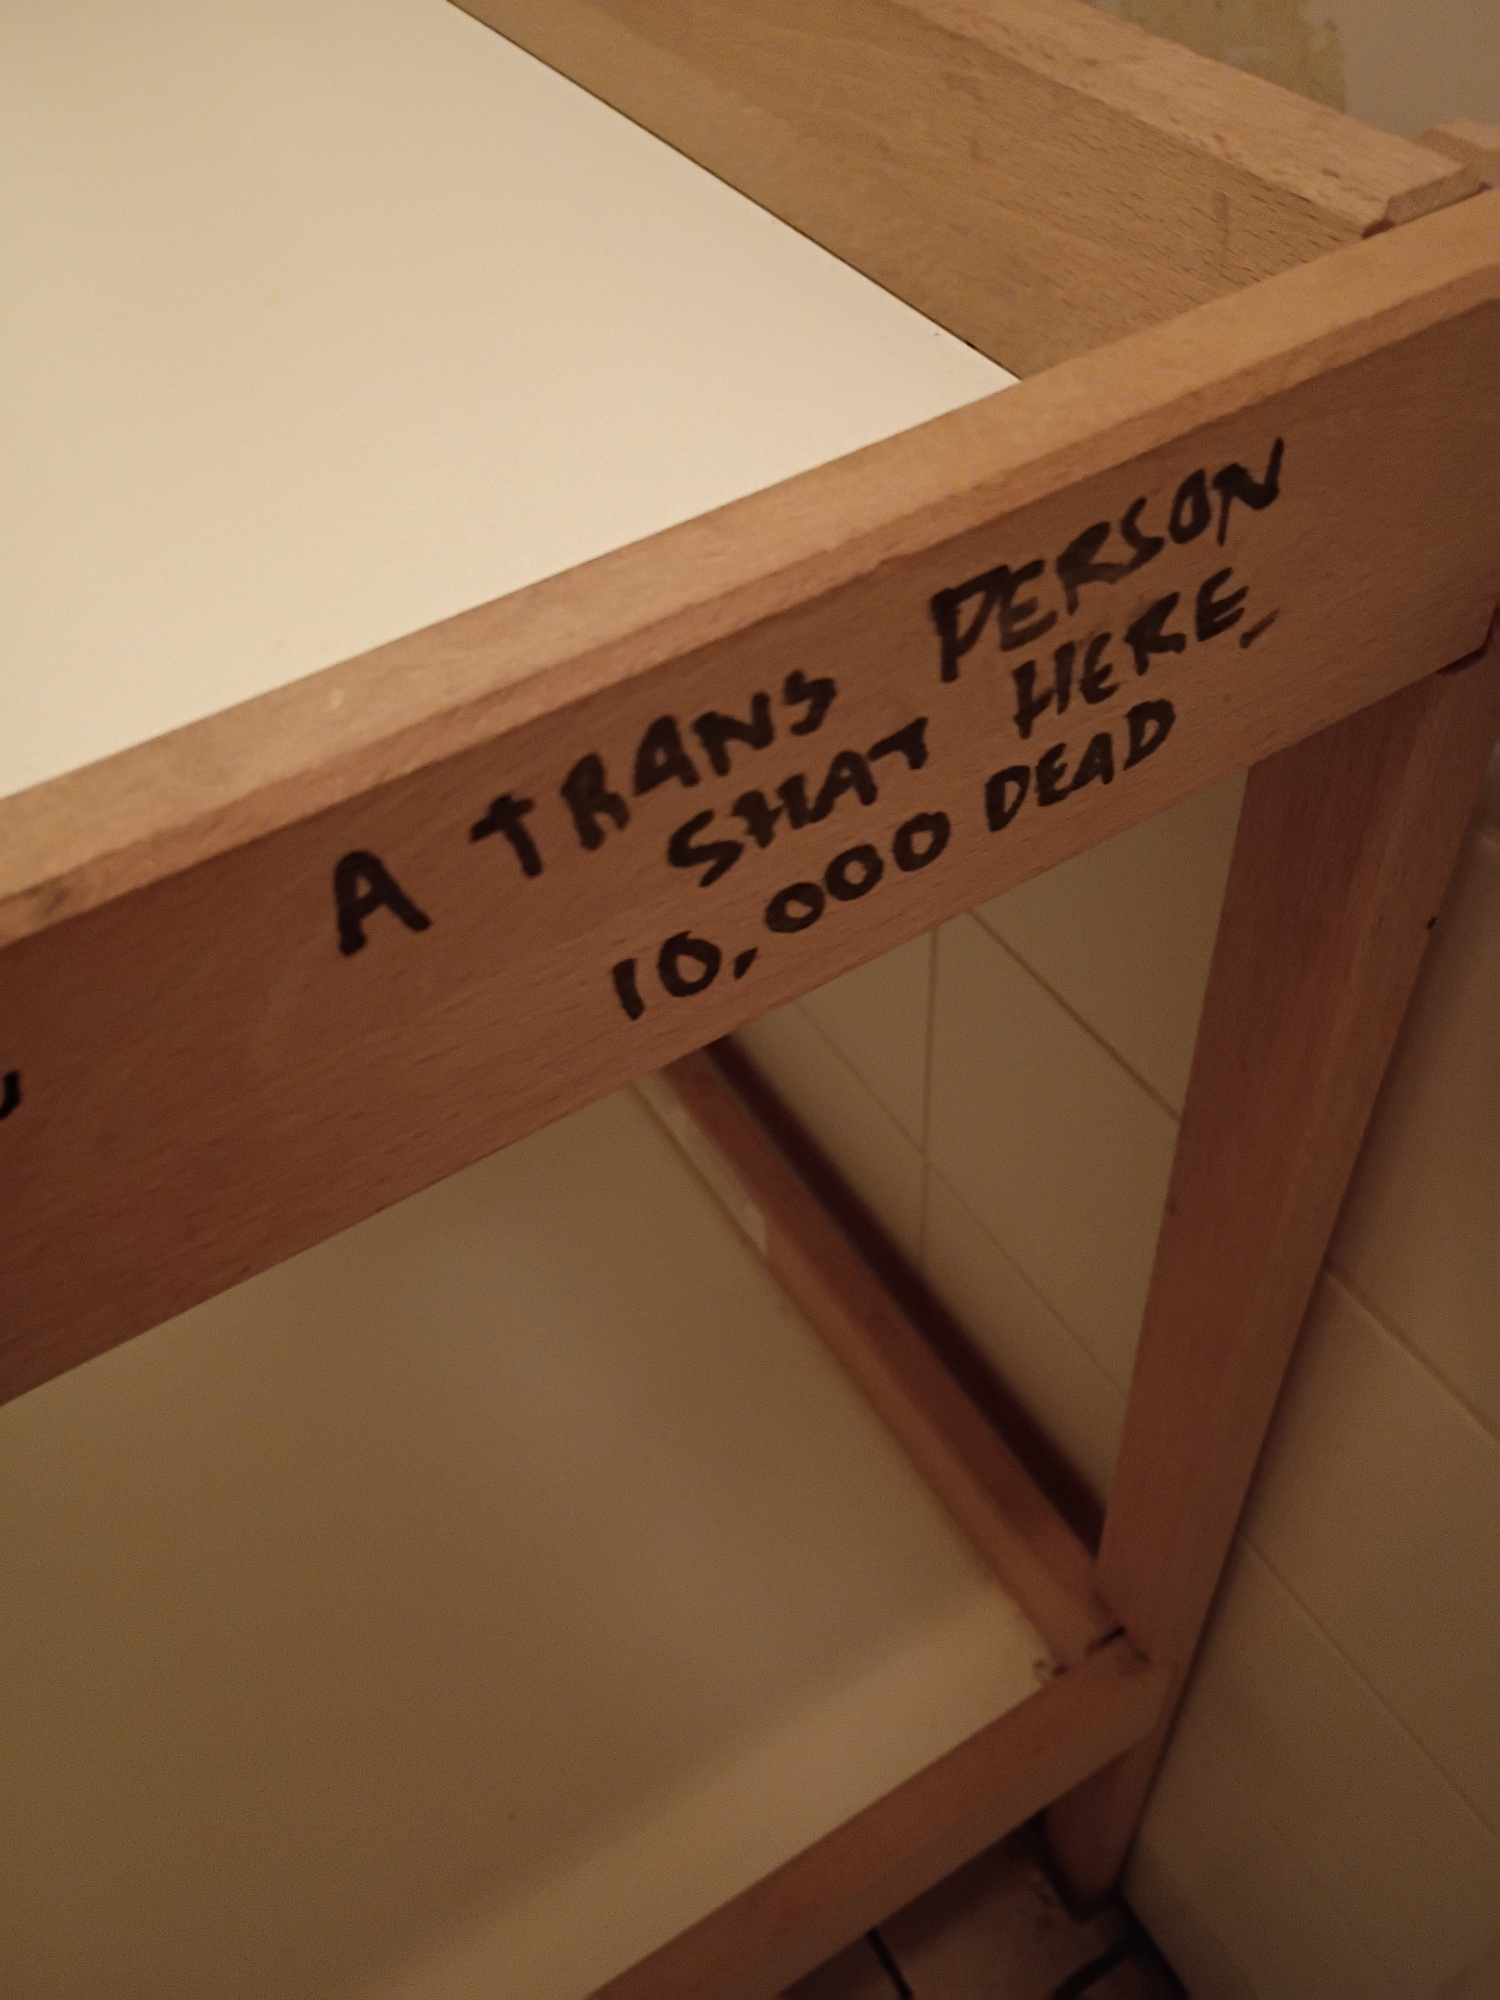 A TRANS PERSON
SHAT HERE.
10,000 DEAD